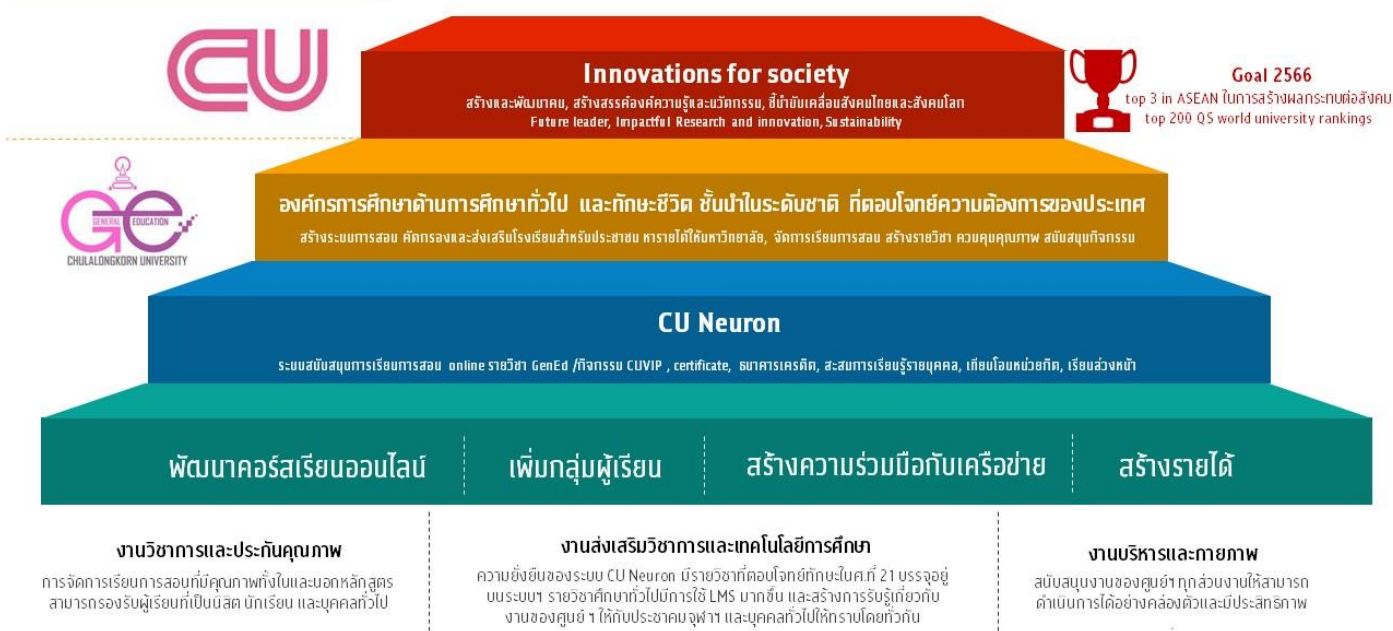 CU
Innovations for society
สร้างและพัฒนาคน, สร้างสรรค์องค์ความรู้และนวัตกรรม, ชี้นำขับเคลื่อนสังคมไทยและสังคมโลก
Future leader, Impactful Research and innovation, Sustainability
Goal 2566
top 3 in ASEAN ในการสร้างผลกระทบต่อสังคม
top 200 QS world university rankings
GE
GENERAL EDUCATION
CHULALONGKORN UNIVERSITY
องค์กรการศึกษาด้านการศึกษาทั่วไป และทักษะชีวิต ชั้นนำในระดับชาติ ที่ตอบโจทย์ความต้องการของประเทศ
สร้างระบบการสอน คัดกรองและส่งเสริมโรงเรียนสำหรับประชาชน หารายได้ให้มหาวิทยาลัย, จัดการเรียนการสอน สร้างรายวิชา ควบคุมคุณภาพ สนับสนุนกิจกรรม
CU Neuron
ระบบสนับสนุนการเรียนการสอน online รายวิชา GenEd /กิจกรรม CUVIP , certificate, ธนาคารเครดิต, สะสมการเรียนรู้รายบุคคล, เทียบโอนหน่วยกิต, เรียนล่วงหน้า
พัฒนาคอร์สเรียนออนไลน์
เพิ่มกลุ่มผู้เรียน
สร้างความร่วมมือกับเครือข่าย
สร้างรายได้
งานวิชาการและประกันคุณภาพ
การจัดการเรียนการสอนที่มีคุณภาพทั้งในและนอกหลักสูตร
สามารถรองรับผู้เรียนที่เป็นนิสิต นักเรียน และบุคคลทั่วไป
งานส่งเสริมวิชาการและเทคโนโลยีการศึกษา
ความยั่งยืนของระบบ CU Neuron มีรายวิชาที่ตอบโจทย์ทักษะในศ.ที่ 21 บรรจุอยู่
บนระบบฯ รายวิชาศึกษาทั่วไปมีการใช้ LMS มากขึ้น และสร้างการรับรู้เกี่ยวกับ
งานของศูนย์ ฯ ให้กับประชาคมจุฬาฯ และบุคคลทั่วไปให้ทราบโดยทั่วกัน
งานบริหารและกายภาพ
สนับสนุนงานของศูนย์ฯ ทุกส่วนงานให้สามารถ
ดำเนินการได้อย่างคล่องตัวและมีประสิทธิภาพ